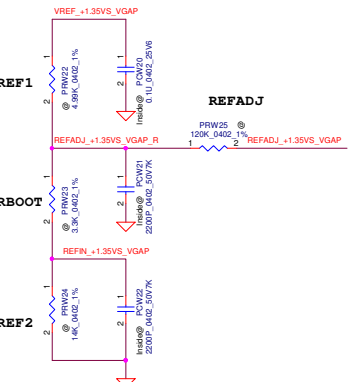 VREF_+1.35VS_VGAP
REF1
1
2
@ PRW22
4.99K_0402_1%
1
2
Inside@ PCW20
0.1U_0402_25V6
REFADJ
PRW25 @
120K_0402_1%
REFADJ_+1.35VS_VGAP_R
1
2
REFADJ_+1.35VS_VGAP
RBOOT
1
2
@ PRW23
3.3K_0402_1%
1
2
Inside@ PCW21
2200P_0402_50V7K
REFIN_+1.35VS_VGAP
REF2
1
2
@ PRW24
14K_0402_1%
1
2
Inside@ PCW22
2200P_0402_50V7K